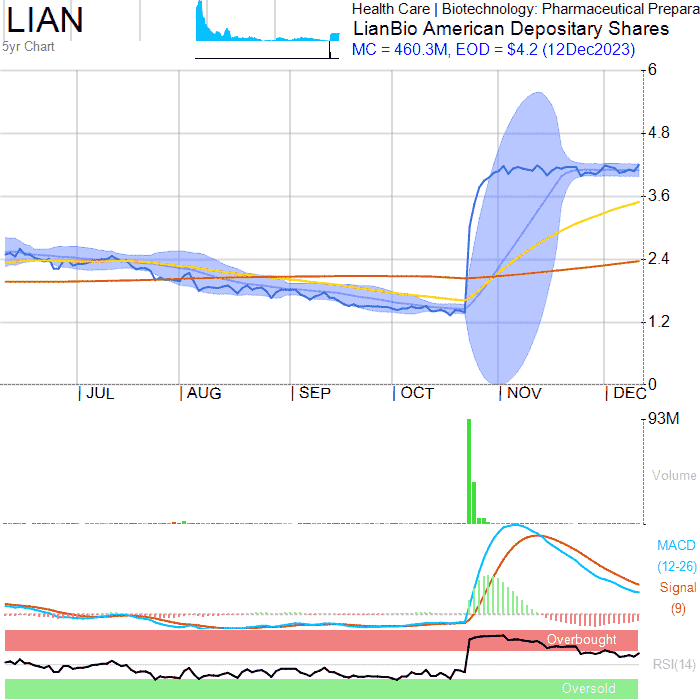 LIAN
5yr Chart
Health Care | Biotechnology: Pharmaceutical Prepara
LianBio American Depositary Shares
MC = 460.3M, EOD = $4.2 (12Dec2023)
6
4.8
3.6
2.4
1.2
0
| JUL | AUG | SEP | OCT | NOV | DEC
93M
Volume
MACD
(12-26)
Signal
(9)
Overbought
RSI(14)
Oversold